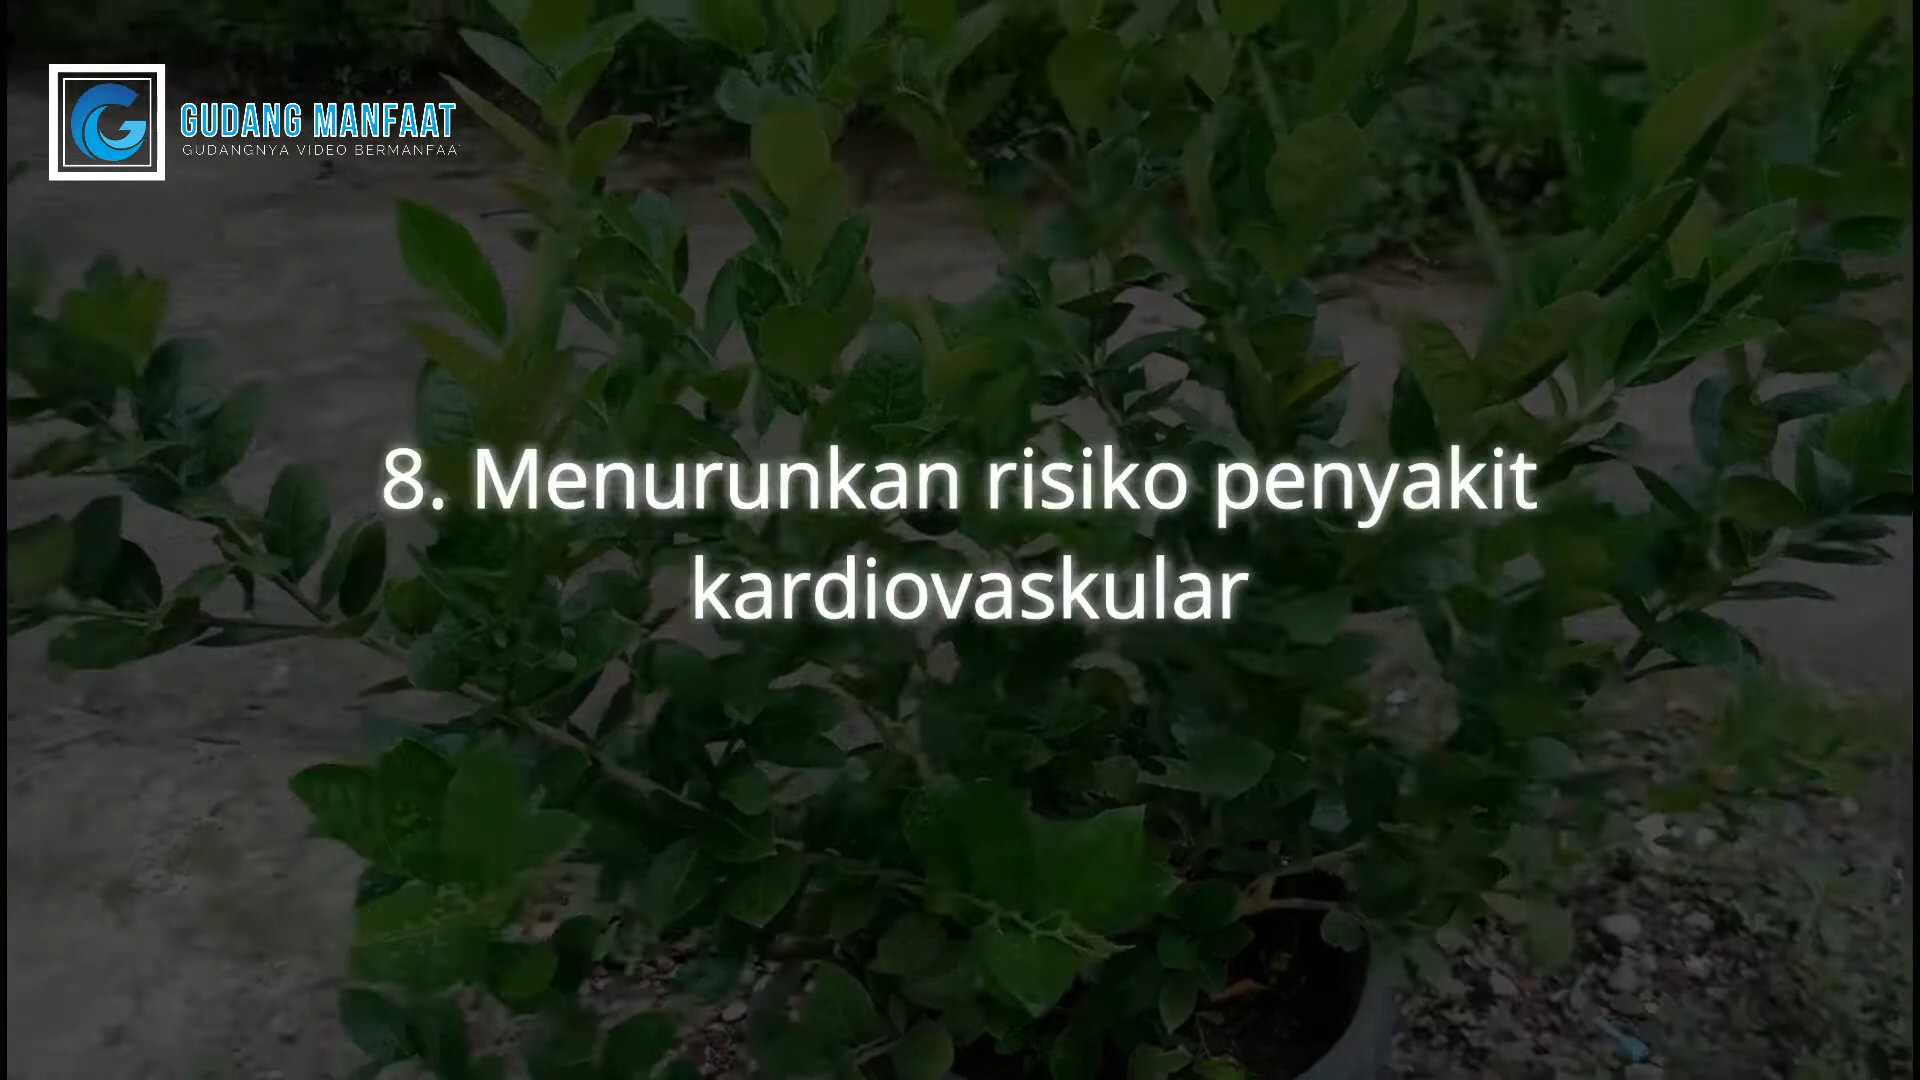 GUDANG MANFAAT
GUDANGNYA VIDEO BERMANFAA
8. Menurunkan risiko penyakit
kardiovaskular